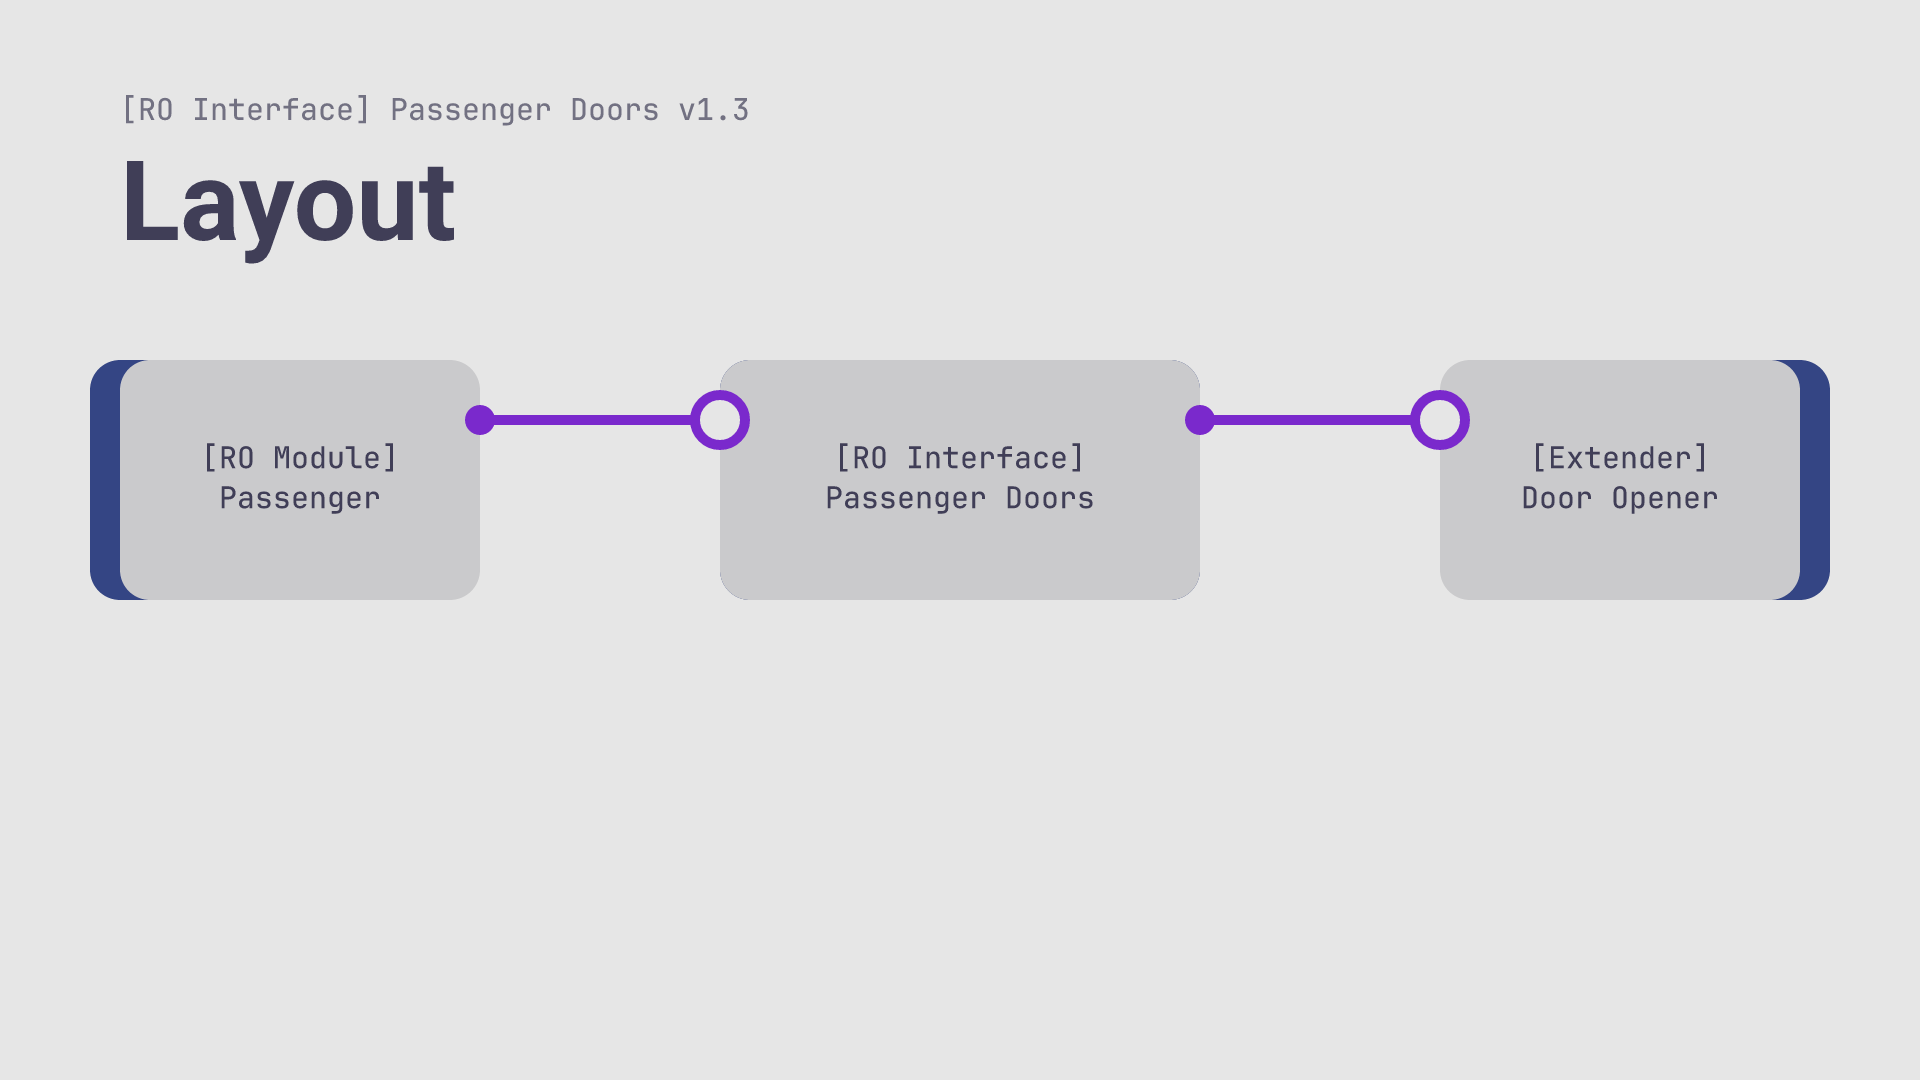 [RO Interface] Passenger Doors v1.3
Layout
[RO Module]
Passenger
[RO Interface]
Passenger Doors
[Extender]
Door Opener